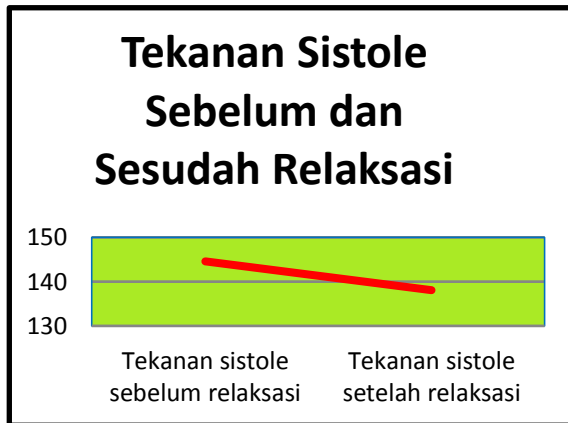 Tekanan Sistole
Sebelum dan
Sesudah Relaksasi
150
140
130
Tekanan sistole
sebelum relaksasi
Tekanan sistole
setelah relaksasi